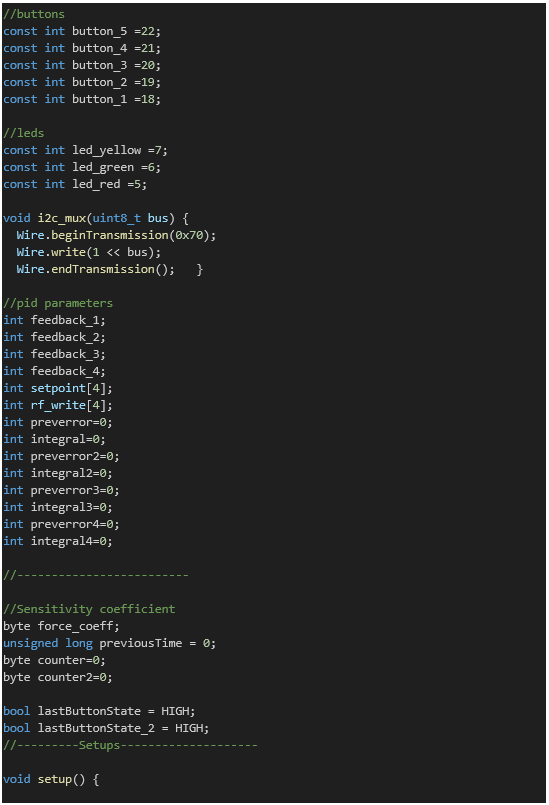 //buttons
const int button_5 =22;
const int button_4 =21;
const int button_3 =20;
const int button_2 =19;
const int button_1 =18;

//leds
const int led_yellow =7;
const int led_green =6;
const int led_red =5;

void i2c_mux(uint8_t bus) {
  Wire.beginTransmission(0x70);
  Wire.write(1 << bus);
  Wire.endTransmission();   }

//pid parameters
int feedback_1;
int feedback_2;
int feedback_3;
int feedback_4;
int setpoint[4];
int rf_write[4];
int preverror=0;
int integral=0;
int preverror2=0;
int integral2=0;
int preverror3=0;
int integral3=0;
int preverror4=0;
int integral4=0;

//-------------------------

//Sensitivity coefficient
byte force_coeff;
unsigned long previousTime = 0;
byte counter=0;
byte counter2=0;

bool lastButtonState = HIGH;
bool lastButtonState_2 = HIGH;
//---------Setups--------------------

void setup() {